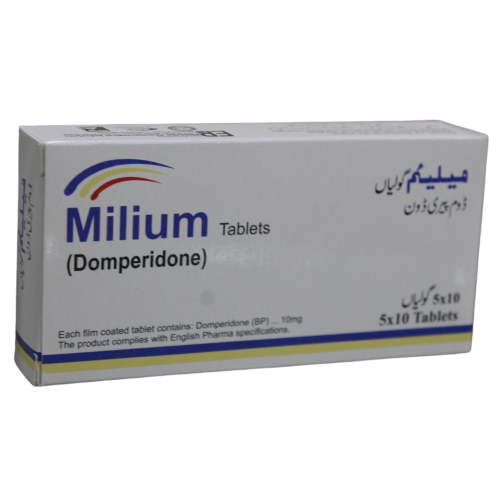 Milium Tablets
(Domperidone)
Each film coated tablet contains: Domperidone (BP) ... 10mg
The product complies with English Pharma specifications.
میلیئم گولیاں
ڈوم پیری ڈون
5x10 گولیاں
5x10 Tablets